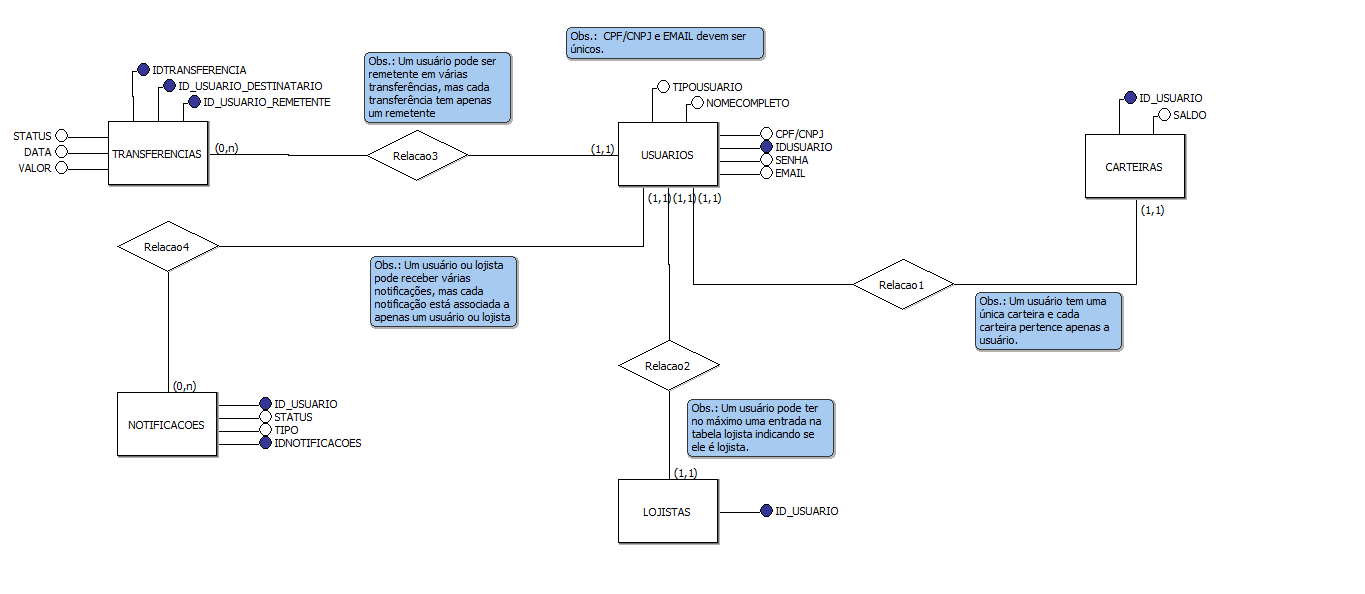 Obs.:  CPF/CNPJ e EMAIL devem ser
únicos.
Obs.: Um usuário pode ser
remetente em várias
transferências, mas cada
transferência tem apenas
um remetente
IDTRANSFERENCIA
ID_USUARIO_DESTINATARIO
ID_USUARIO_REMETENTE
STATUS
DATA
VALOR
TRANSFERENCIAS
(0,n)
Relacao3
(1,1)
TIPOUSUARIO
NOMECOMPLETO
USUARIOS
CPF/CNPJ
IDUSUARIO
SENHA
EMAIL
(1,1)
(1,1)
(1,1)
ID_USUARIO
SALDO
CARTEIRAS
(1,1)
Relacao4
Obs.: Um usuário ou lojista
pode receber várias
notificações, mas cada
notificação está associada a
apenas um usuário ou lojista
Relacao1
Obs.: Um usuário tem uma
única carteira e cada
carteira pertence apenas a
usuário.
Relacao2
Obs.: Um usuário pode ter
no máximo uma entrada na
tabela lojista indicando se
ele é lojista.
(0,n)
NOTIFICACOES
ID_USUARIO
STATUS
TIPO
IDNOTIFICACOES
(1,1)
LOJISTAS
ID_USUARIO